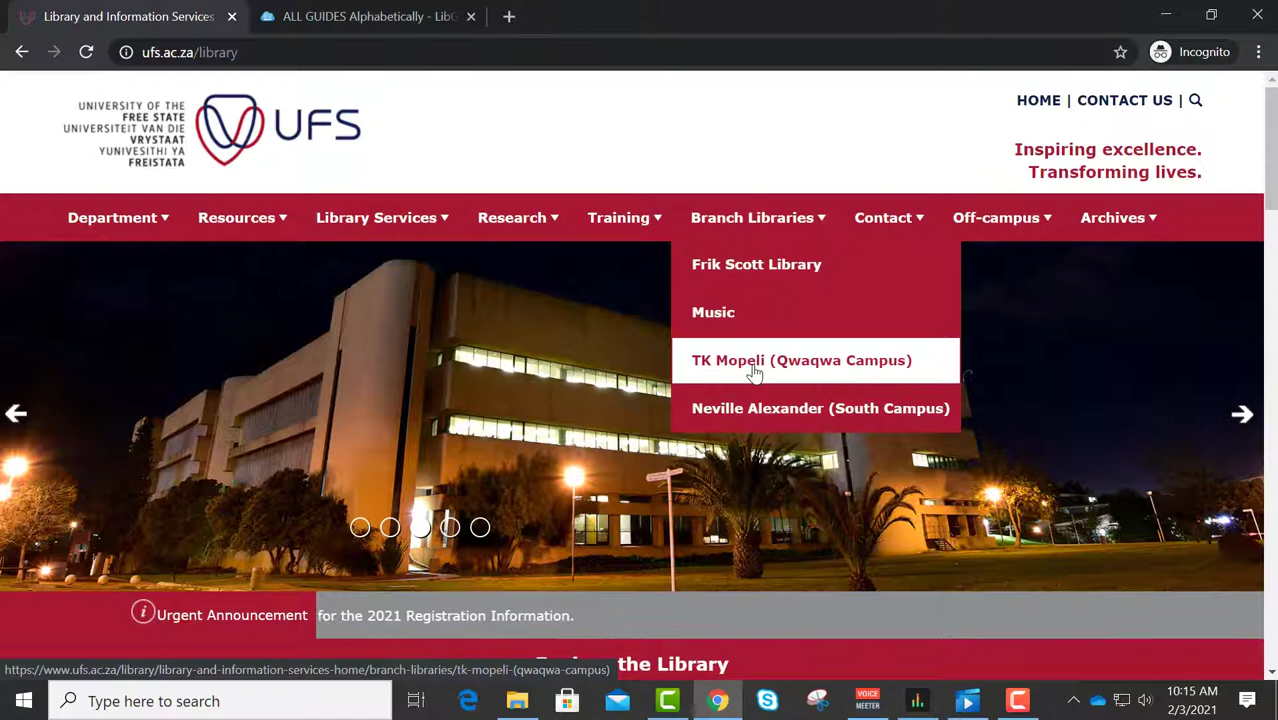 Library and Information Services
ALL GUIDES Alphabetically - LibG
ufs.ac.za/library
Incognito
UNIVERSITY OF THE
FREE STATE
UNIVERSITEIT VAN DIE
VRYSTAAT
YUNIVESITHI YA
FREISTATA
UFS
HOME | CONTACT US |
Inspiring excellence.
Transforming lives.
Department Resources Library Services Research Training Branch Libraries Contact Off-campus Archives
Frik Scott Library
Music
TK Mopeli (Qwaqwa Campus)
Neville Alexander (South Campus)
Urgent Announcement for the 2021 Registration Information.
the Library
https://www.ufs.ac.za/library/library-and-information-services-home/branch-libraries/tk-mopeli-(qwaqwa-campus)
Type here to search
VOICE
MEETER
10:15 AM
2/3/2021